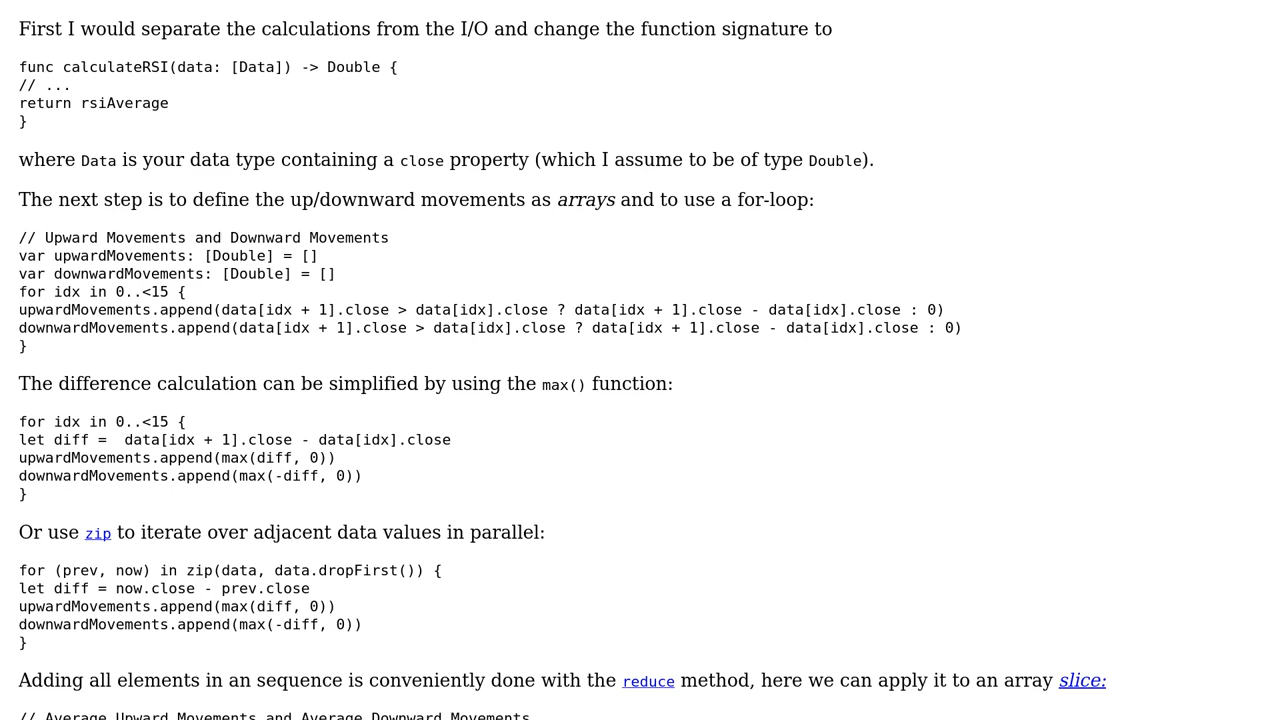 First I would separate the calculations from the I/O and change the function signature to
func calculateRSI(data: [Data]) -> Double {
// ...
return rsiAverage
}
where Data is your data type containing a close property (which I assume to be of type Double).
The next step is to define the up/downward movements as arrays and to use a for-loop:
// Upward Movements and Downward Movements
var upwardMovements: [Double] = []
var downwardMovements: [Double] = []
for idx in 0..<15 {
upwardMovements.append(data[idx + 1].close > data[idx].close ? data[idx + 1].close - data[idx].close : 0)
downwardMovements.append(data[idx + 1].close > data[idx].close ? data[idx + 1].close - data[idx].close : 0)
}
The difference calculation can be simplified by using the max() function:
for idx in 0..<15 {
let diff =  data[idx + 1].close - data[idx].close
upwardMovements.append(max(diff, 0))
downwardMovements.append(max(-diff, 0))
}
Or use zip to iterate over adjacent data values in parallel:
for (prev, now) in zip(data, data.dropFirst()) {
let diff = now.close - prev.close
upwardMovements.append(max(diff, 0))
downwardMovements.append(max(-diff, 0))
}
Adding all elements in an sequence is conveniently done with the reduce method, here we can apply it to an array slice:
// Average Upward Movements and Average Downward Movements